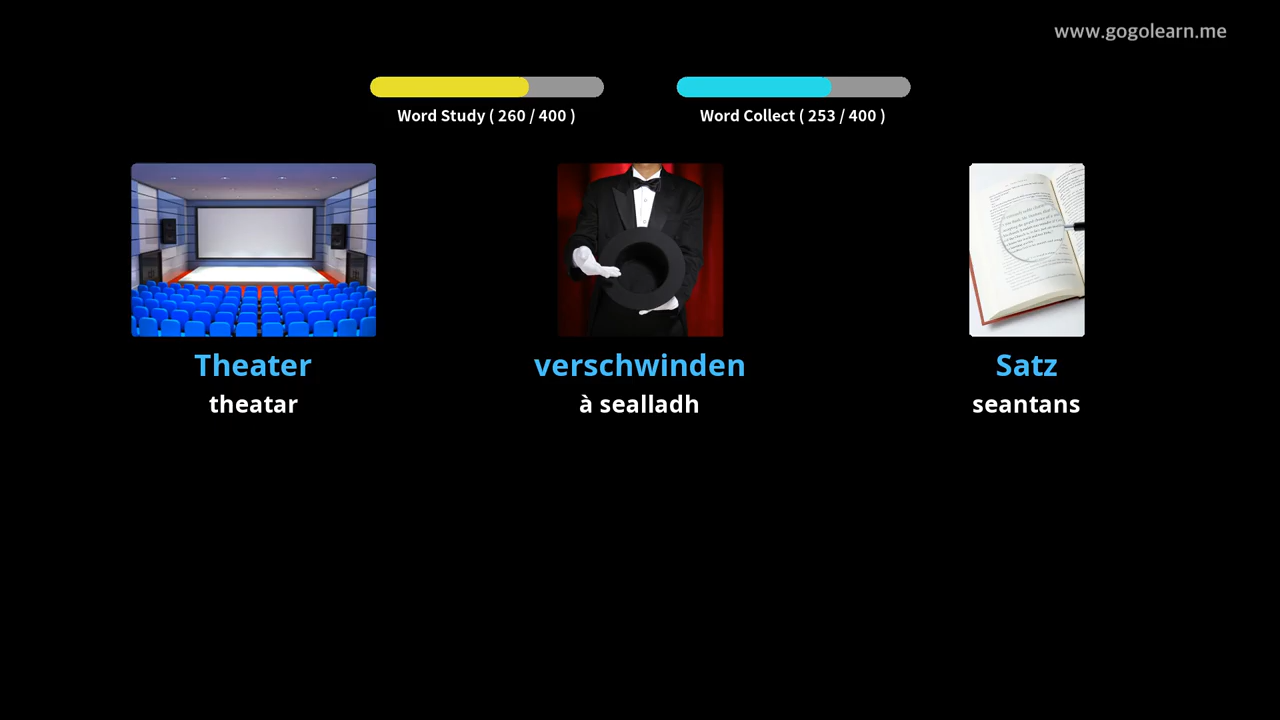 www.gogolearn.me
Word Study ( 260 / 400 )
Word Collect ( 253 / 400 )
Theater
theatar
verschwinden
à sealladh
Satz
seantans